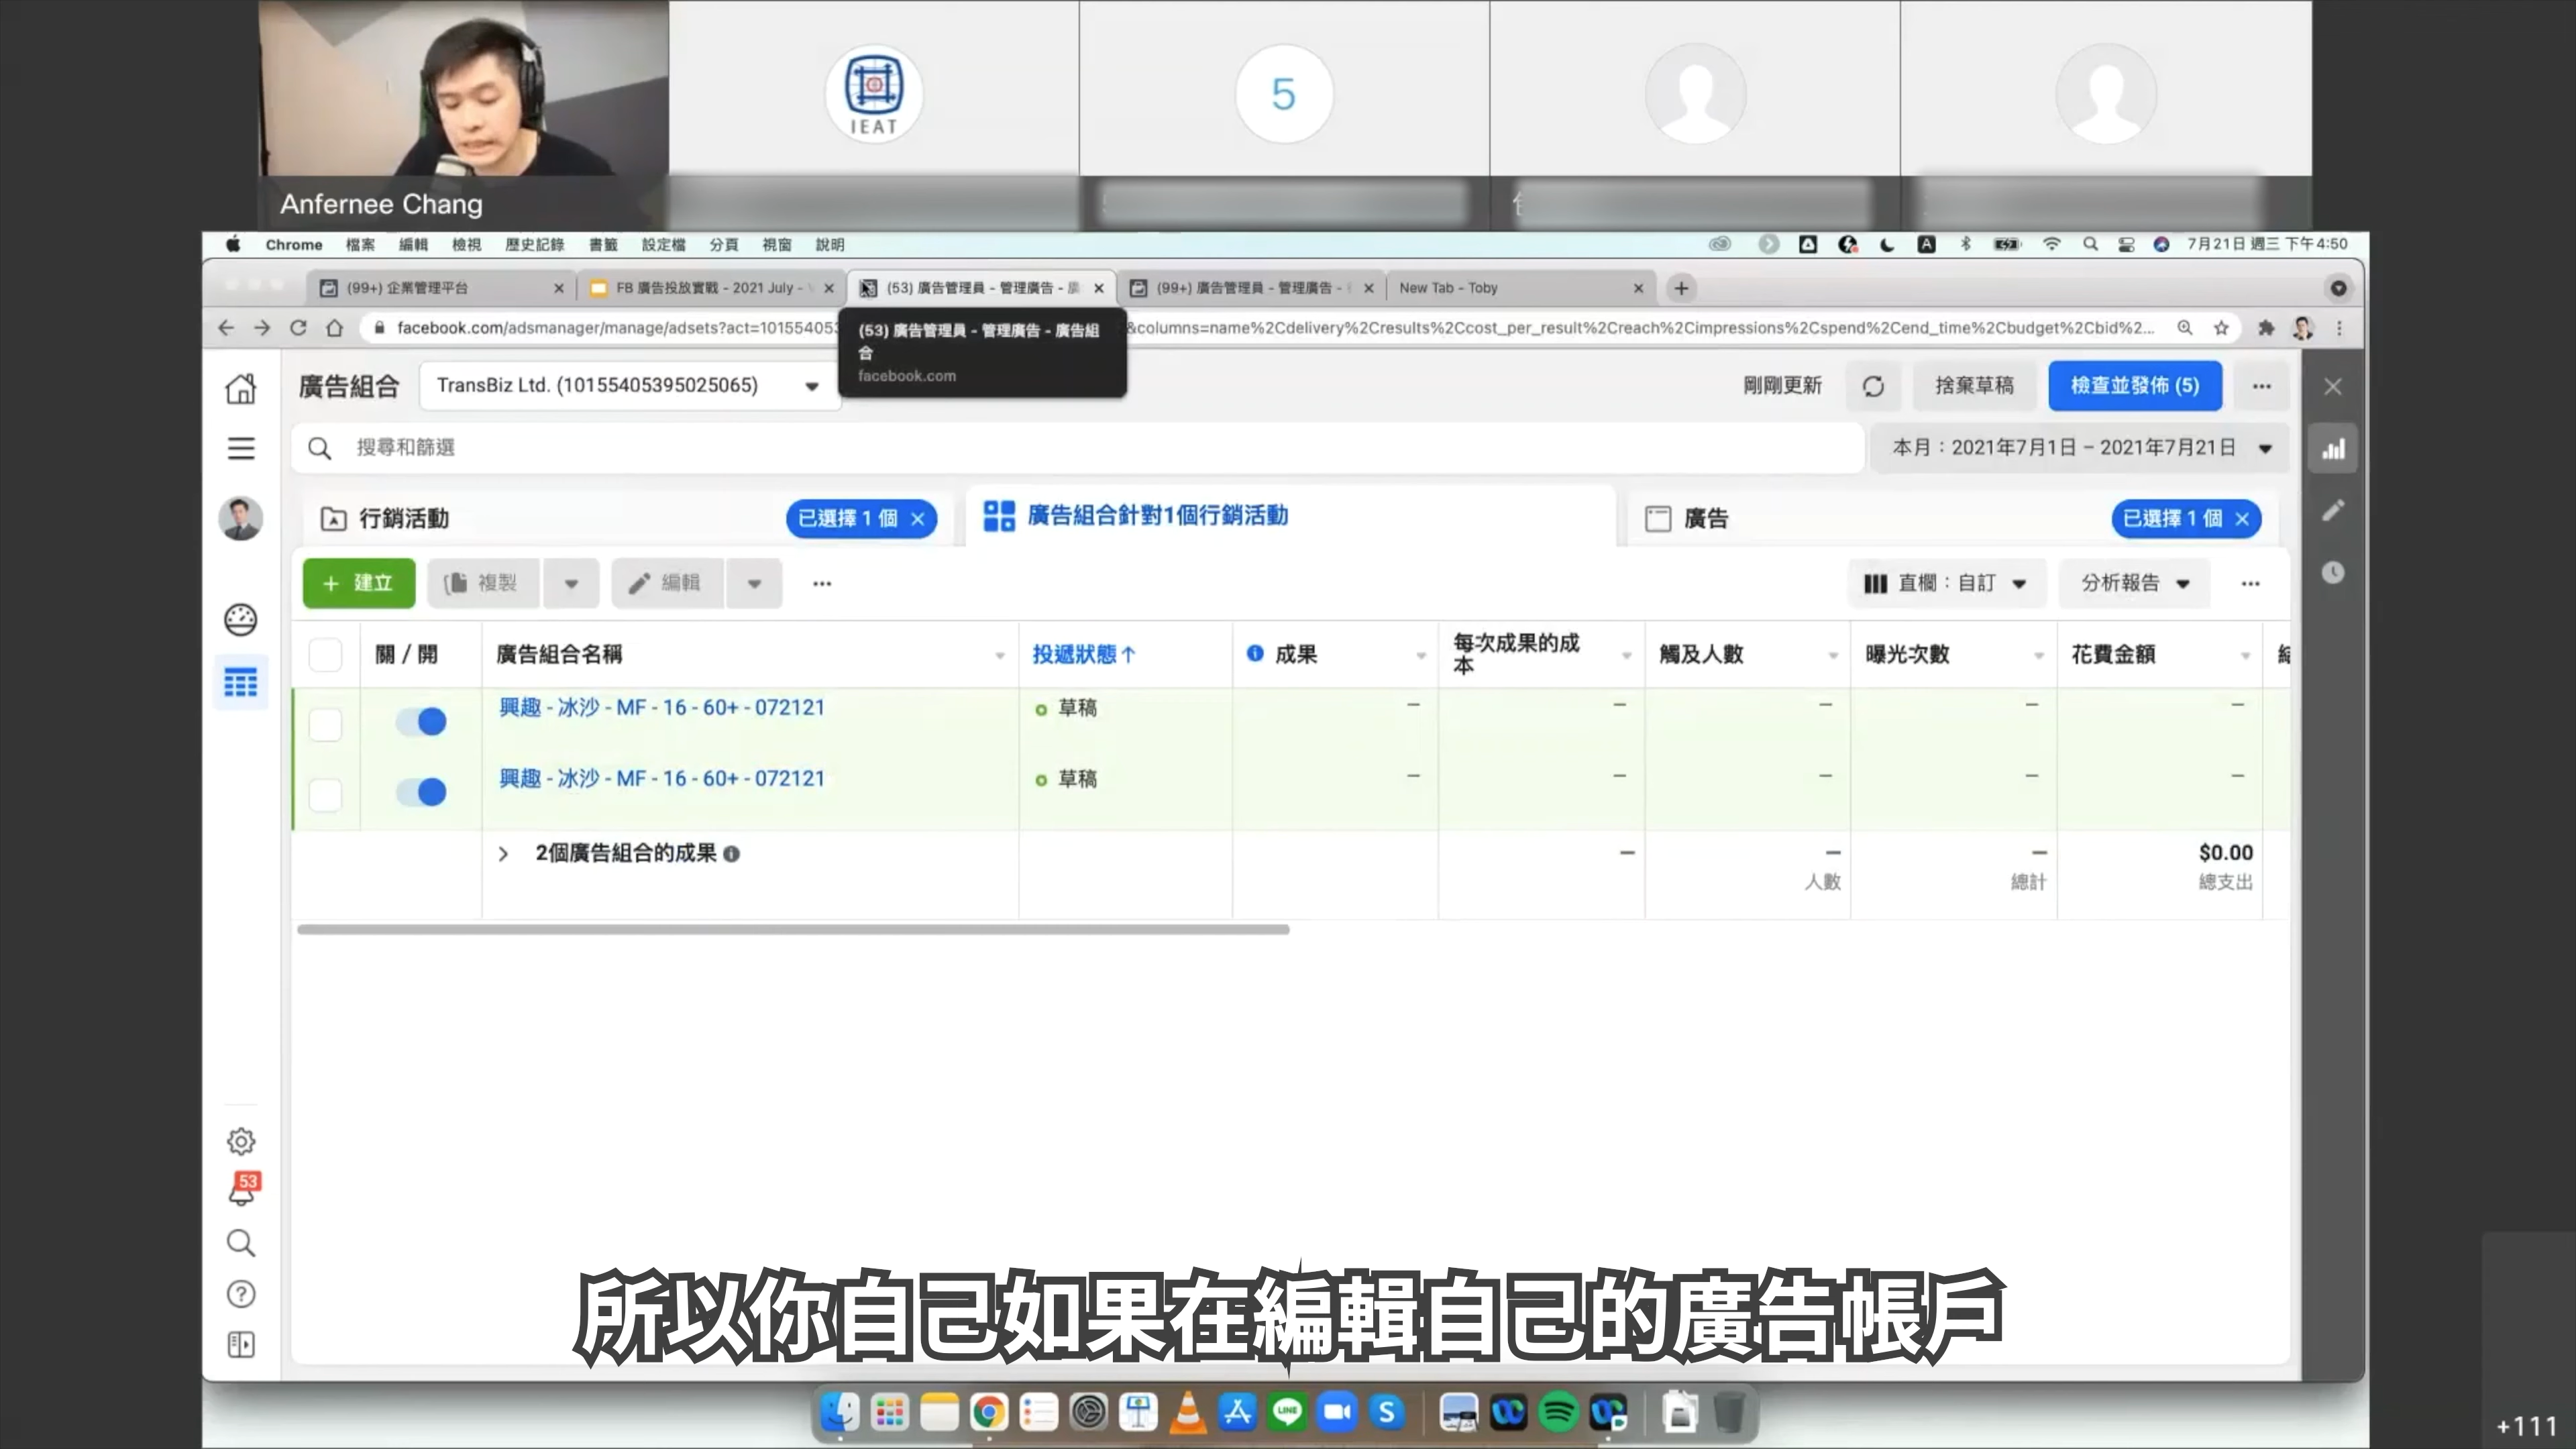 IEAT
5
Anfernee Chang
Chrome 檔案 編輯 檢視 歷史記錄 書籤 設定檔 分頁 視窗 說明
7月21日 週三 下午4:50
(99+) 企業管理平台
FB 廣告投放實戰 - 2021 July -
(53) 廣告管理員 - 管理廣告 - 廣
(99+) 廣告管理員 - 管理廣告 -
New Tab - Toby
facebook.com/adsmanager/manage/adsets?act=10155405
&columns=name%2Cdelivery%2Cresults%2Ccost_per_result%2Creach%2Cimpressions%2Cspend%2Cend_time%2Cbudget%2Cbid%2...
(53) 廣告管理員 - 管理廣告 - 廣告組
合
facebook.com
廣告組合
TransBiz Ltd. (10155405395025065)
剛剛更新
捨棄草稿
檢查並發佈 (5)
搜尋和篩選
本月：2021年7月1日 – 2021年7月21日
行銷活動
已選擇 1 個
廣告組合針對1個行銷活動
廣告
已選擇 1 個
+ 建立
複製
編輯
直欄：自訂
分析報告
關 / 開
廣告組合名稱
投遞狀態↑
成果
每次成果的成
本
觸及人數
曝光次數
花費金額
興趣 - 冰沙 - MF - 16 - 60+ - 072121
草稿
— — — — —
興趣 - 冰沙 - MF - 16 - 60+ - 072121
草稿
— — — — —
2個廣告組合的成果
— — — $0.00
人數 總計 總支出
53
所以你自己如果在編輯自己的廣告帳戶
LINE
+111